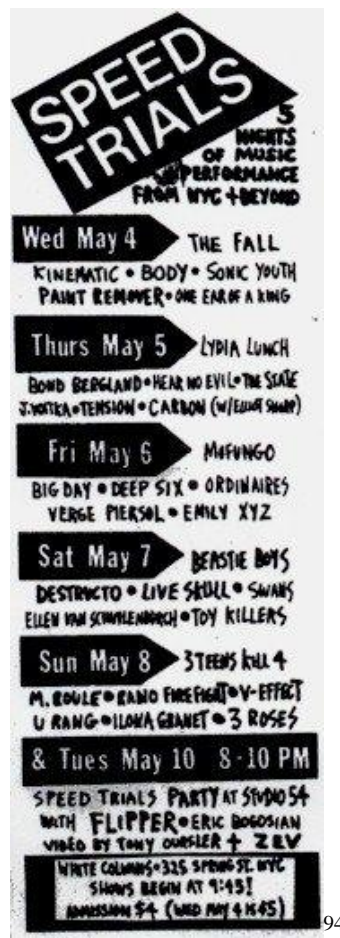 SPEED
TRIALS
5
NIGHTS
OF MUSIC
PERFORMANCE
FROM NYC + BEYOND
Wed May 4 THE FALL
KINEMATIC • BODY • SONIC YOUTH
PAINT REMOVER • ONE EAR OF A KING
Thurs May 5 LYDIA LUNCH
BOND BERGLAND • HEAR NO EVIL • THE STATE
J. VOITKA • TENSION • CARBON (W/ELLIOTT SHARP)
Fri May 6 MOFUNGO
BIG DAY • DEEP SIX • ORDINAIRES
VERGE PIERSOL • EMILY XYZ
Sat May 7 BEASTIE BOYS
DESTRUCTO • LIVE SKULL • SWANS
ELLEN VAN • TOY KILLERS
Sun May 8 3 TEENS KILL 4
M. ROULE • RAND FIREFIGHT • V-EFFECT
U RANG • ILONA GRANET • 3 ROSES
& Tues May 10 8-10 PM
SPEED TRIALS PARTY AT STUDIO 54
WITH FLIPPER • ERIC BOGOSIAN
VIDEO BY TONY OURSLER + ZEV
WHITE COLUMNS • 325 SPRING ST. NYC
SHOWS BEGIN AT 9:45!
ADMISSION $4 (WED MAY 4 IS $5)
94